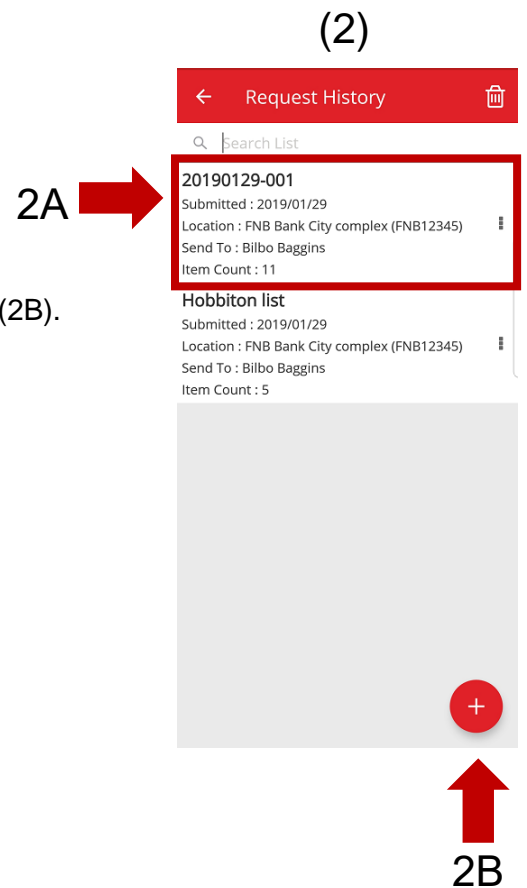 (2)
Request History
Search List
2A
20190129-001
Submitted : 2019/01/29
Location : FNB Bank City complex (FNB12345)
Send To : Bilbo Baggins
Item Count : 11
(2B).
Hobbiton list
Submitted : 2019/01/29
Location : FNB Bank City complex (FNB12345)
Send To : Bilbo Baggins
Item Count : 5
+
2B